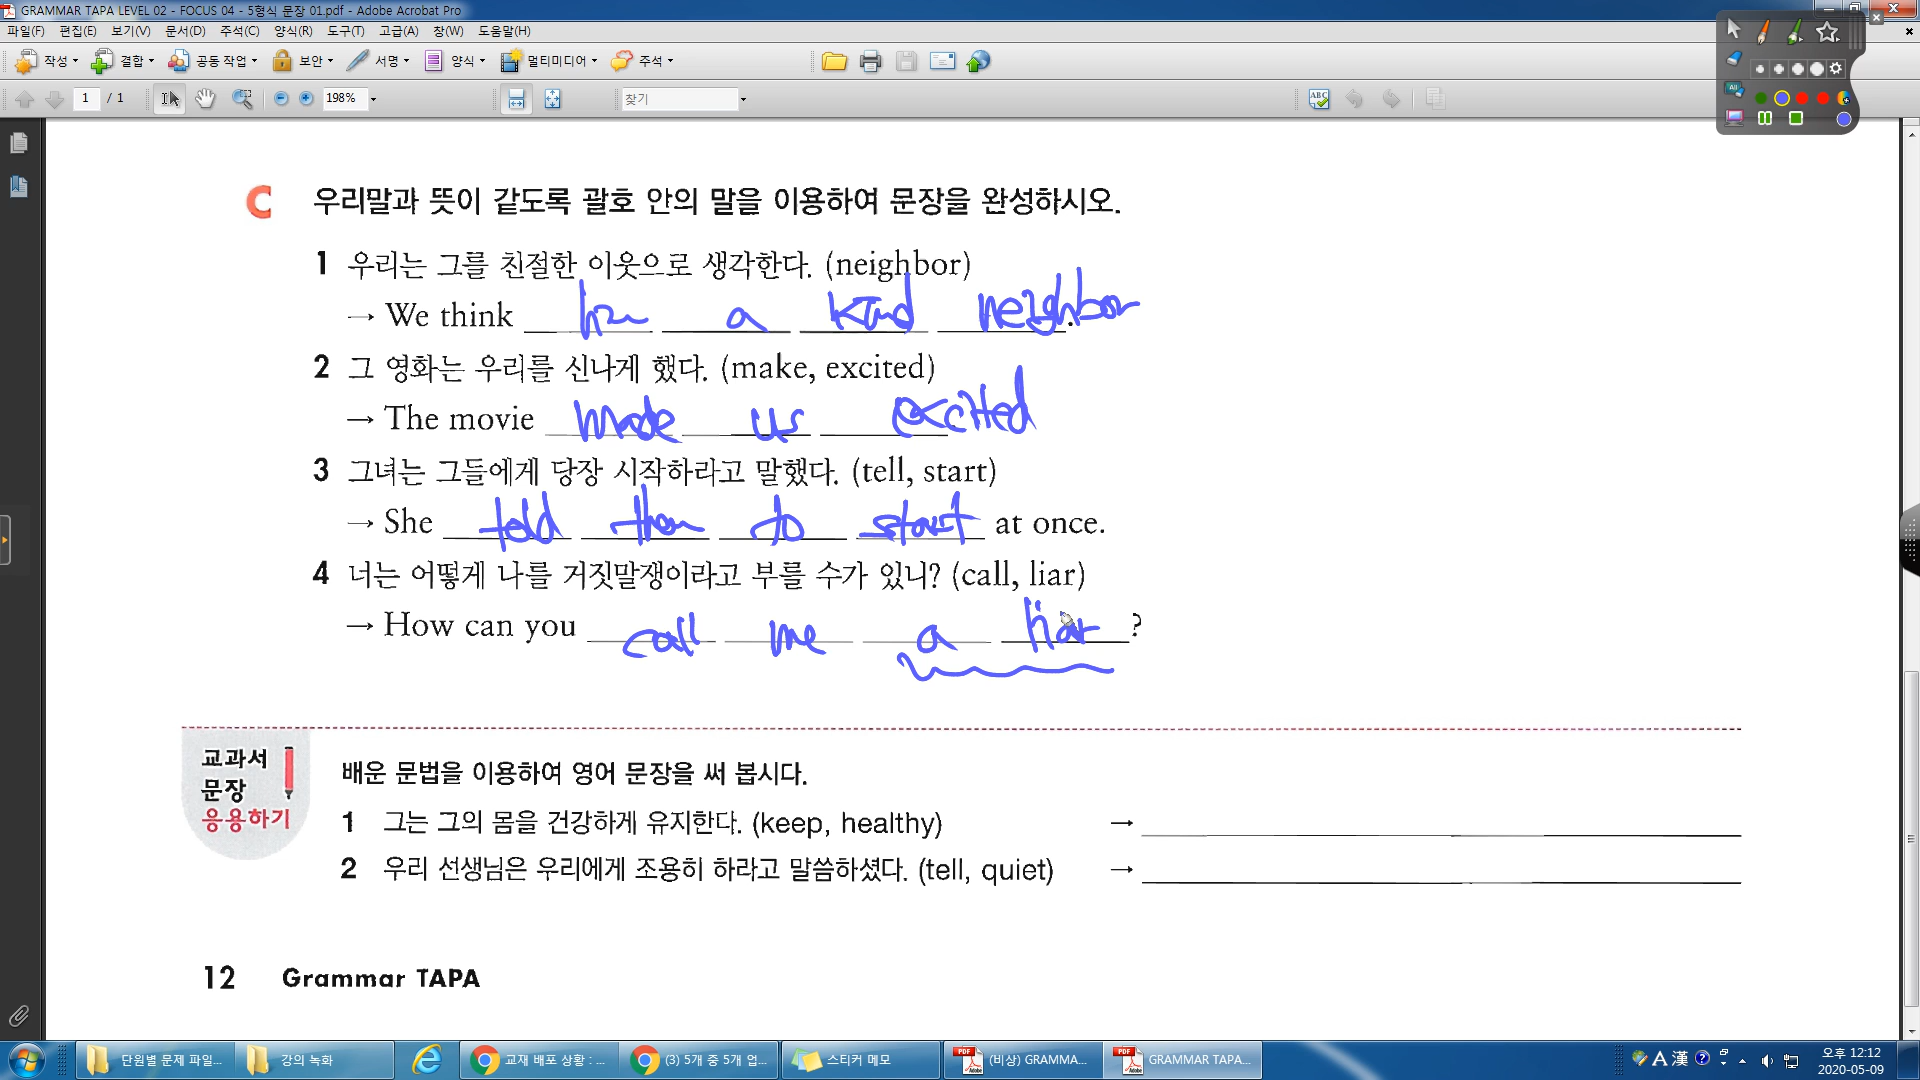 GRAMMAR TAPA LEVEL 02 - FOCUS 04 - 5형식 문장 01.pdf - Adobe Acrobat Pro
파일(F) 편집(E) 보기(V) 문서(D) 주석(C) 양식(R) 도구(T) 고급(A) 창(W) 도움말(H)
작성 결합 공동 작업 보안 서명 양식 멀티미디어 주석
1 / 1 198% 찾기
C 우리말과 뜻이 같도록 괄호 안의 말을 이용하여 문장을 완성하시오.
1 우리는 그를 친절한 이웃으로 생각한다. (neighbor)
→ We think him a kind neighbor.
2 그 영화는 우리를 신나게 했다. (make, excited)
→ The movie made us excited
3 그녀는 그들에게 당장 시작하라고 말했다. (tell, start)
→ She told them to start at once.
4 너는 어떻게 나를 거짓말쟁이라고 부를 수가 있니? (call, liar)
→ How can you call me a liar?
교과서
문장
응용하기
배운 문법을 이용하여 영어 문장을 써 봅시다.
1 그는 그의 몸을 건강하게 유지한다. (keep, healthy) →
2 우리 선생님은 우리에게 조용히 하라고 말씀하셨다. (tell, quiet) →
12 Grammar TAPA
단원별 문제 파일... 강의 녹화 교재 배포 상황 : ... (3) 5개 중 5개 업... 스티커 메모 (비상) GRAMMA... GRAMMAR TAPA... A 漢 오후 12:12
2020-05-09